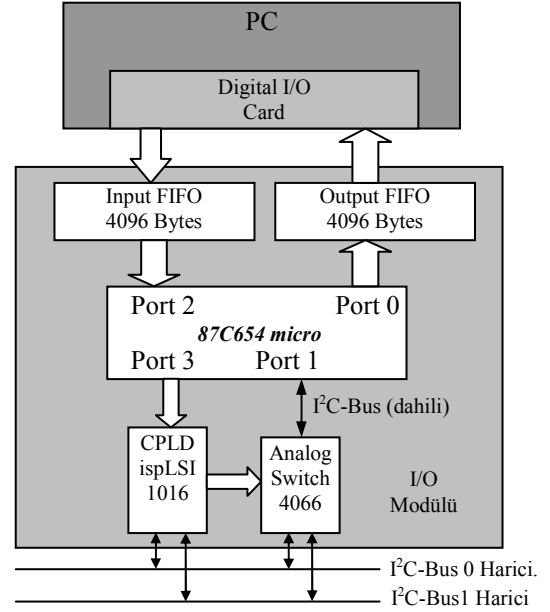 PC
Digital I/O
Card
Input FIFO
4096 Bytes
Output FIFO
4096 Bytes
Port 2
Port 0
87C654 micro
Port 3
Port 1
I²C-Bus (dahili)
CPLD
ispLSI
1016
Analog
Switch
4066
I/O
Modülü
I²C-Bus 0 Harici.
I²C-Bus1 Harici